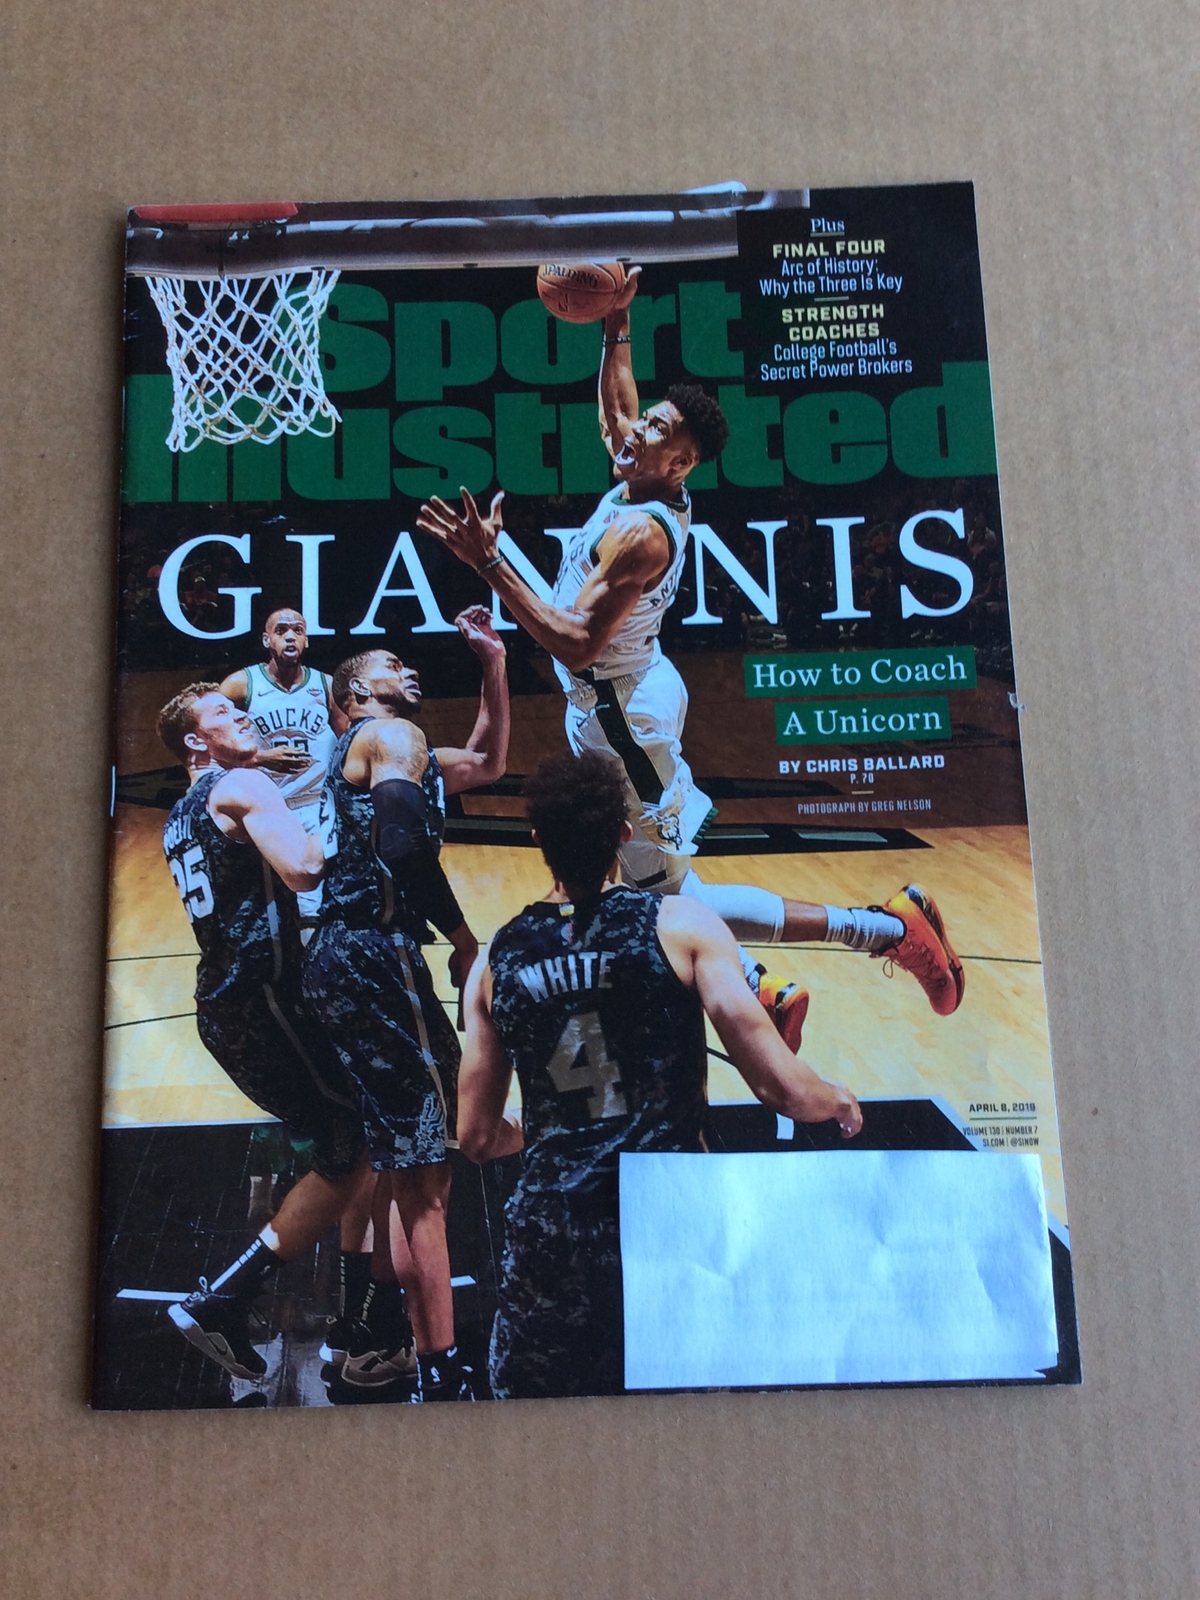 Plus
FINAL FOUR
Arc of History:
Why the Three Is Key
STRENGTH
COACHES
College Football's
Secret Power Brokers
SPALDING
Sport
Illustrated
GIANNIS
How to Coach
A Unicorn
BY CHRIS BALLARD
P. 70
PHOTOGRAPH BY GREG NELSON
BUCKS
25
WHITE
4
APRIL 8, 2019
VOLUME 130 | NUMBER 7
SI.COM | @SINOW